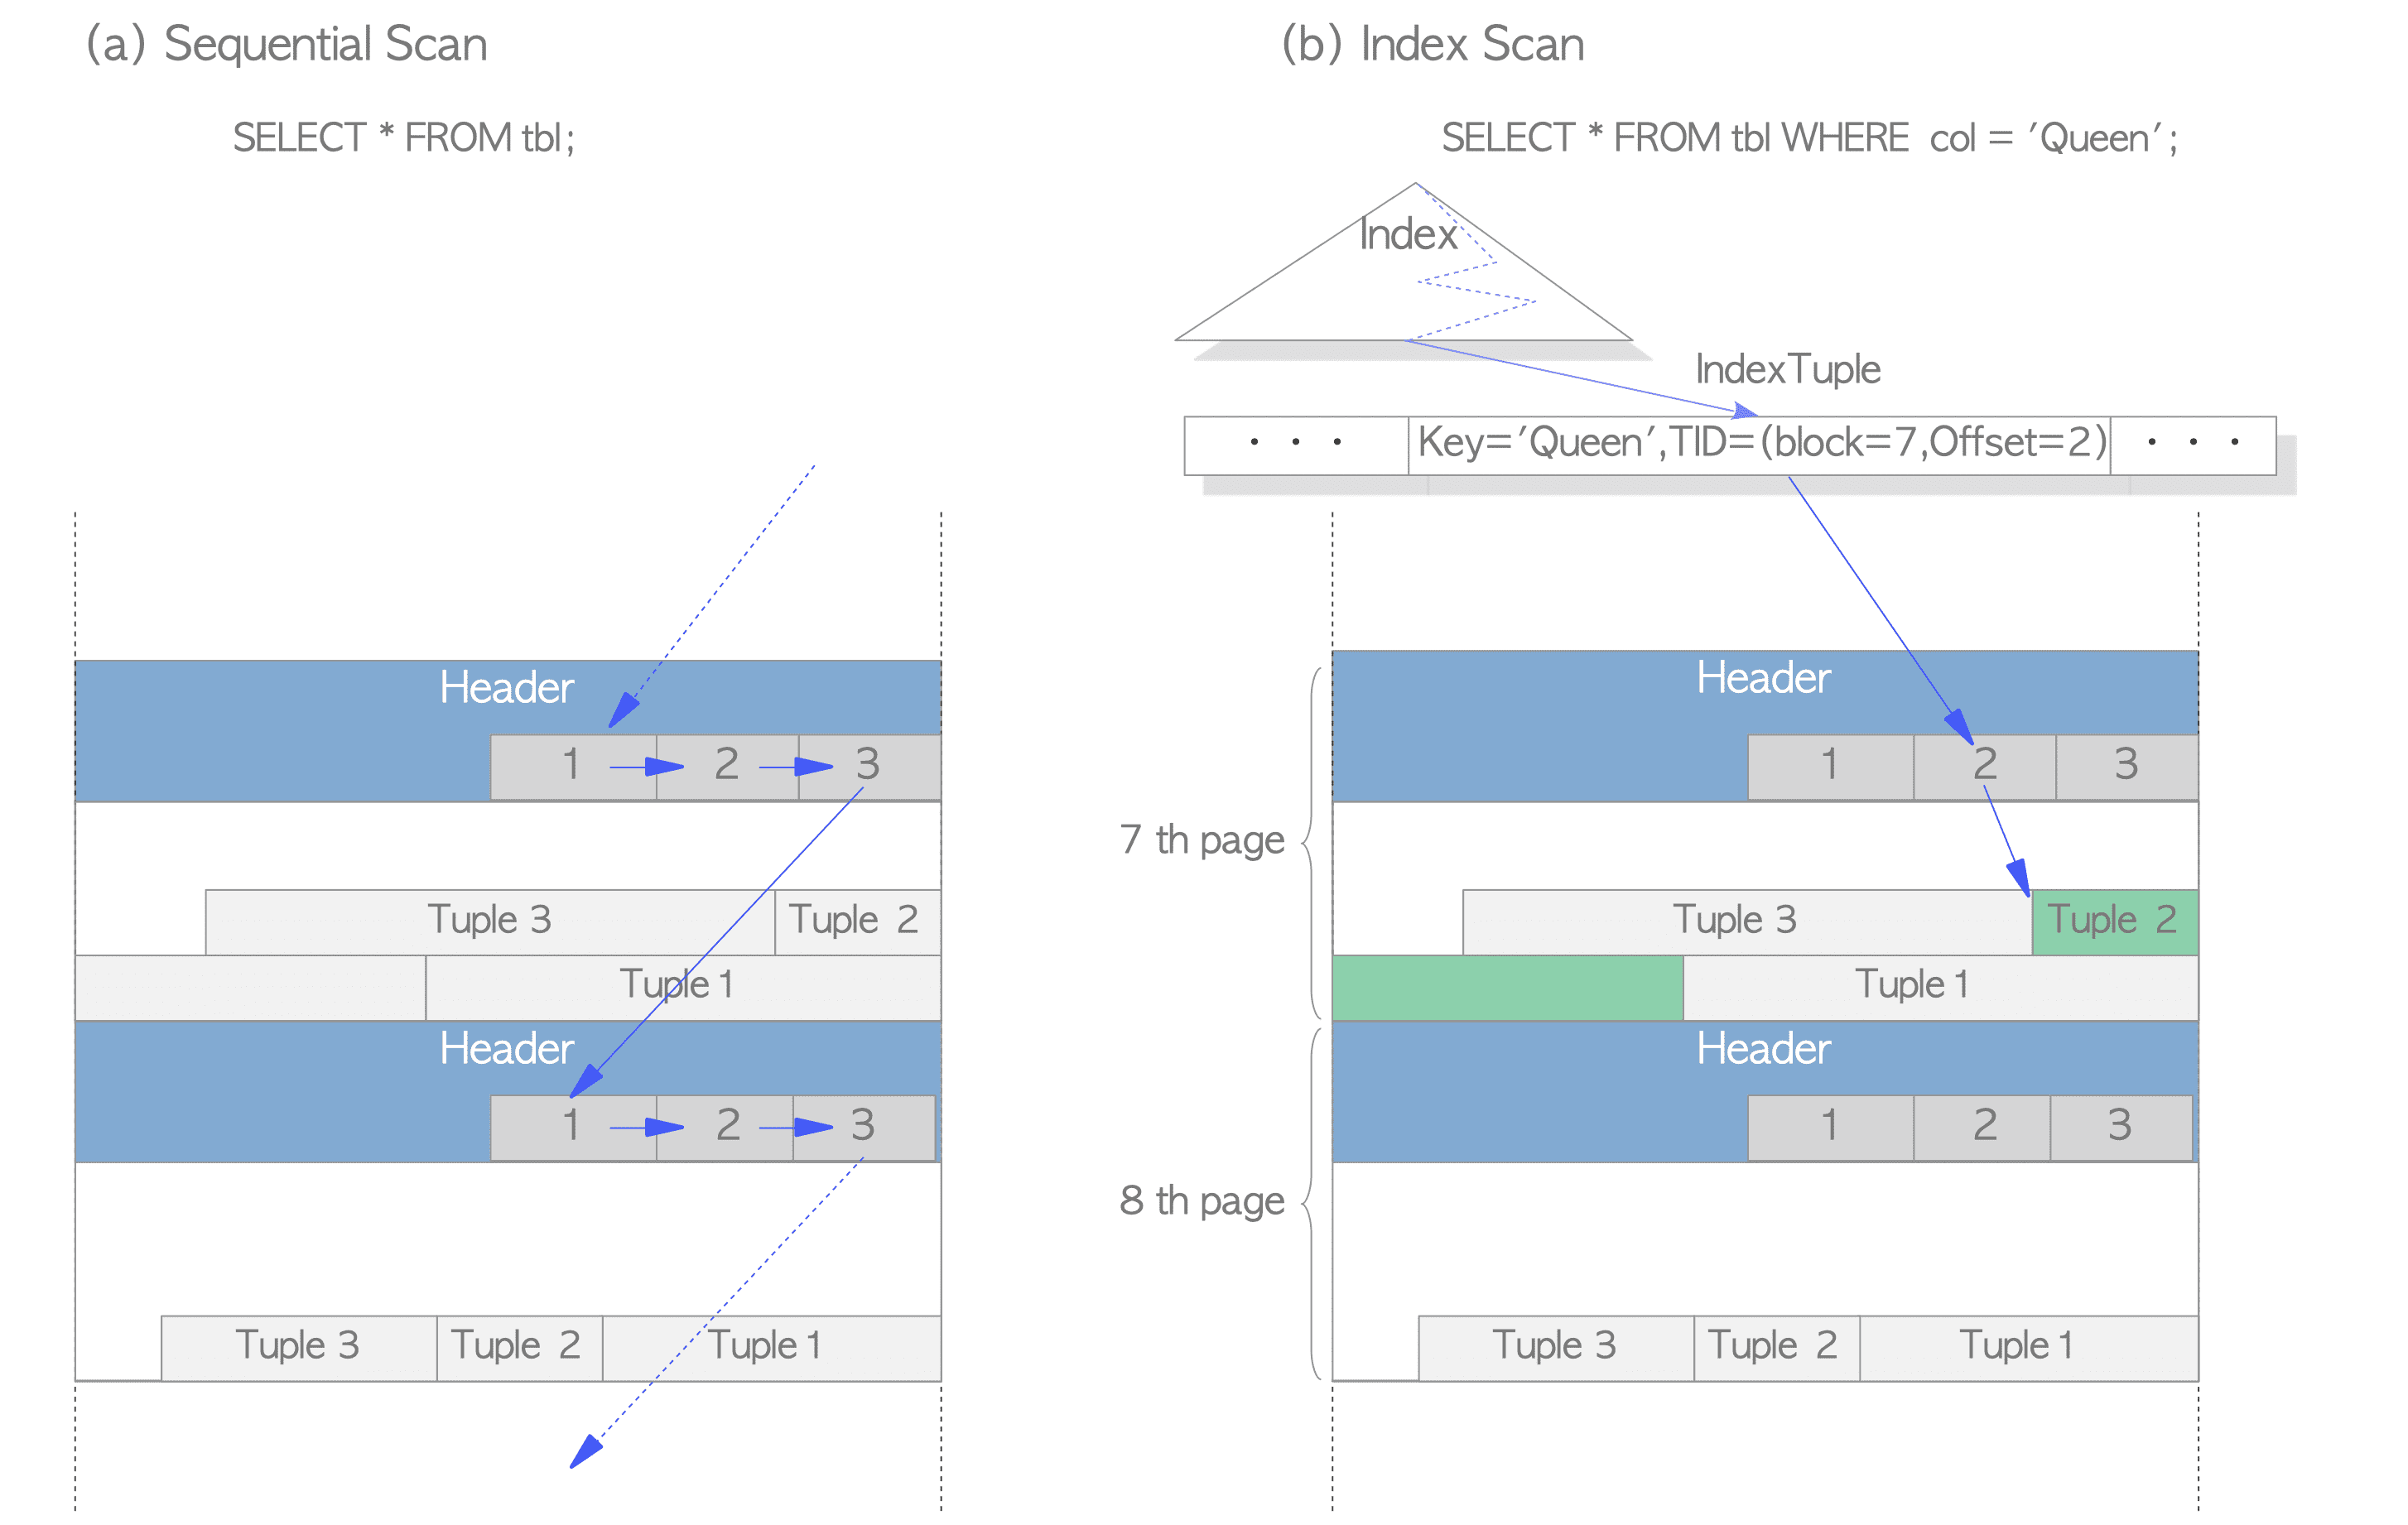 (a) Sequential Scan
SELECT * FROM tbl;
Header
1 2 3
Tuple 3 Tuple 2
Tuple 1
Header
1 2 3
Tuple 3 Tuple 2 Tuple 1
(b) Index Scan
SELECT * FROM tbl WHERE col = 'Queen';
Index
IndexTuple
• • • Key='Queen',TID=(block=7,Offset=2) • • •
7 th page
Header
1 2 3
Tuple 3 Tuple 2
Tuple 1
8 th page
Header
1 2 3
Tuple 3 Tuple 2 Tuple 1